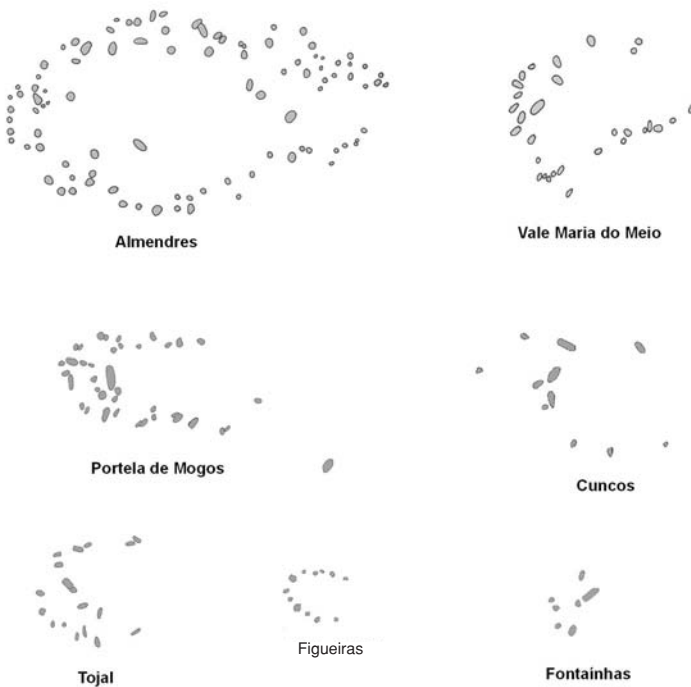 Almendres
Vale Maria do Meio
Portela de Mogos
Cuncos
Tojal
Figueiras
Fontaínhas